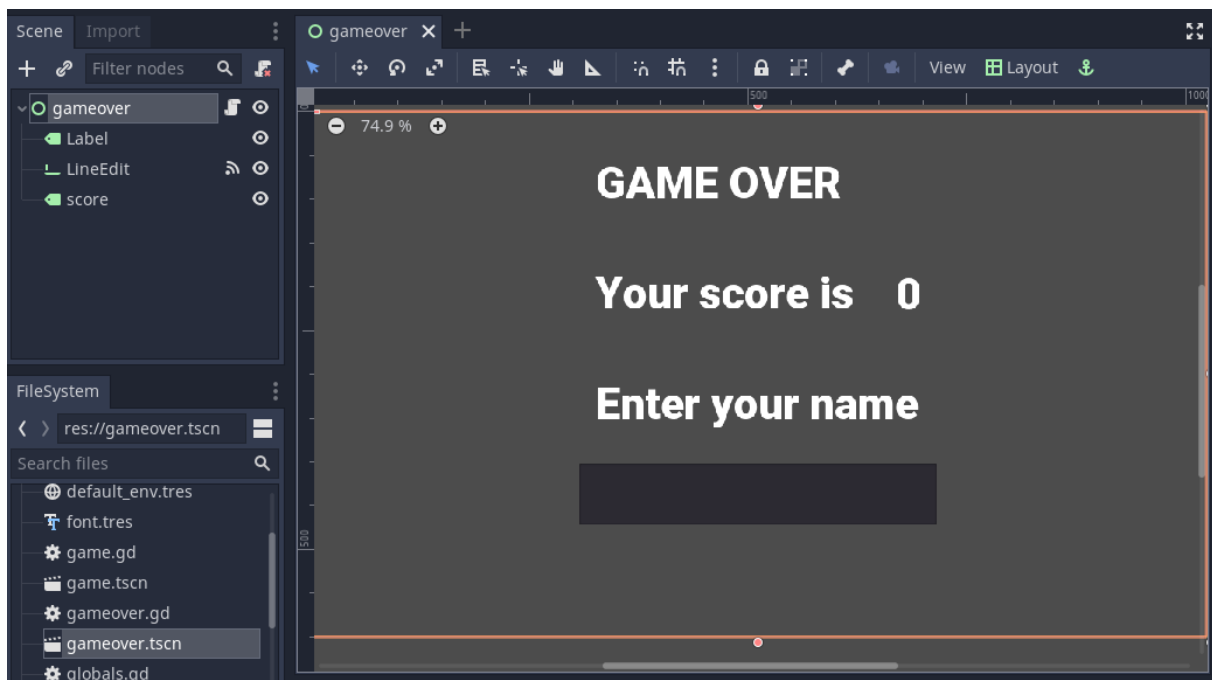 Scene Import
gameover
Filter nodes
View Layout
gameover
Label
LineEdit
score
500
1000
74.9 %
GAME OVER
Your score is 0
Enter your name
500
FileSystem
res://gameover.tscn
Search files
default_env.tres
font.tres
game.gd
game.tscn
gameover.gd
gameover.tscn
globals.gd